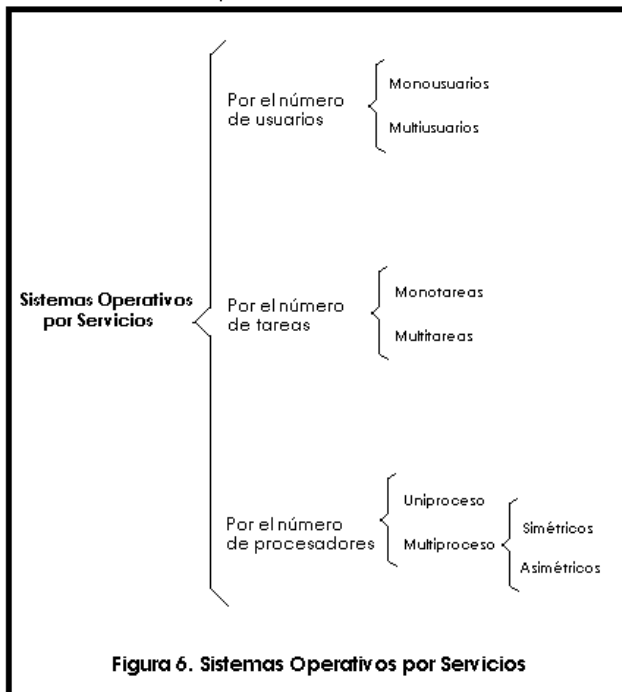 Sistemas Operativos
por Servicios
Por el número
de usuarios
Monousuarios
Multiusuarios
Por el número
de tareas
Monotareas
Multitareas
Por el número
de procesadores
Uniproceso
Multiproceso
Simétricos
Asimétricos
Figura 6. Sistemas Operativos por Servicios